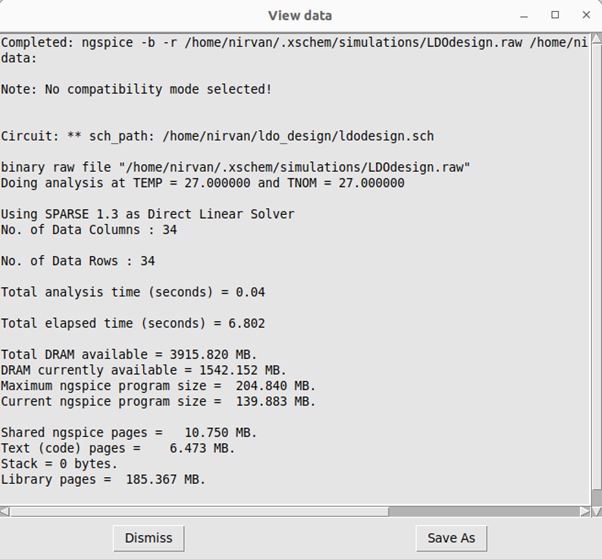 View data
Completed: ngspice -b -r /home/nirvan/.xschem/simulations/LDOdesign.raw /home/ni
data:
Note: No compatibility mode selected!
Circuit: ** sch_path: /home/nirvan/ldo_design/ldodesign.sch
binary raw file "/home/nirvan/.xschem/simulations/LDOdesign.raw"
Doing analysis at TEMP = 27.000000 and TNOM = 27.000000
Using SPARSE 1.3 as Direct Linear Solver
No. of Data Columns : 34
No. of Data Rows : 34
Total analysis time (seconds) = 0.04
Total elapsed time (seconds) = 6.802
Total DRAM available = 3915.820 MB.
DRAM currently available = 1542.152 MB.
Maximum ngspice program size =  204.840 MB.
Current ngspice program size =  139.883 MB.
Shared ngspice pages =   10.750 MB.
Text (code) pages =    6.473 MB.
Stack = 0 bytes.
Library pages =  185.367 MB.
Dismiss
Save As